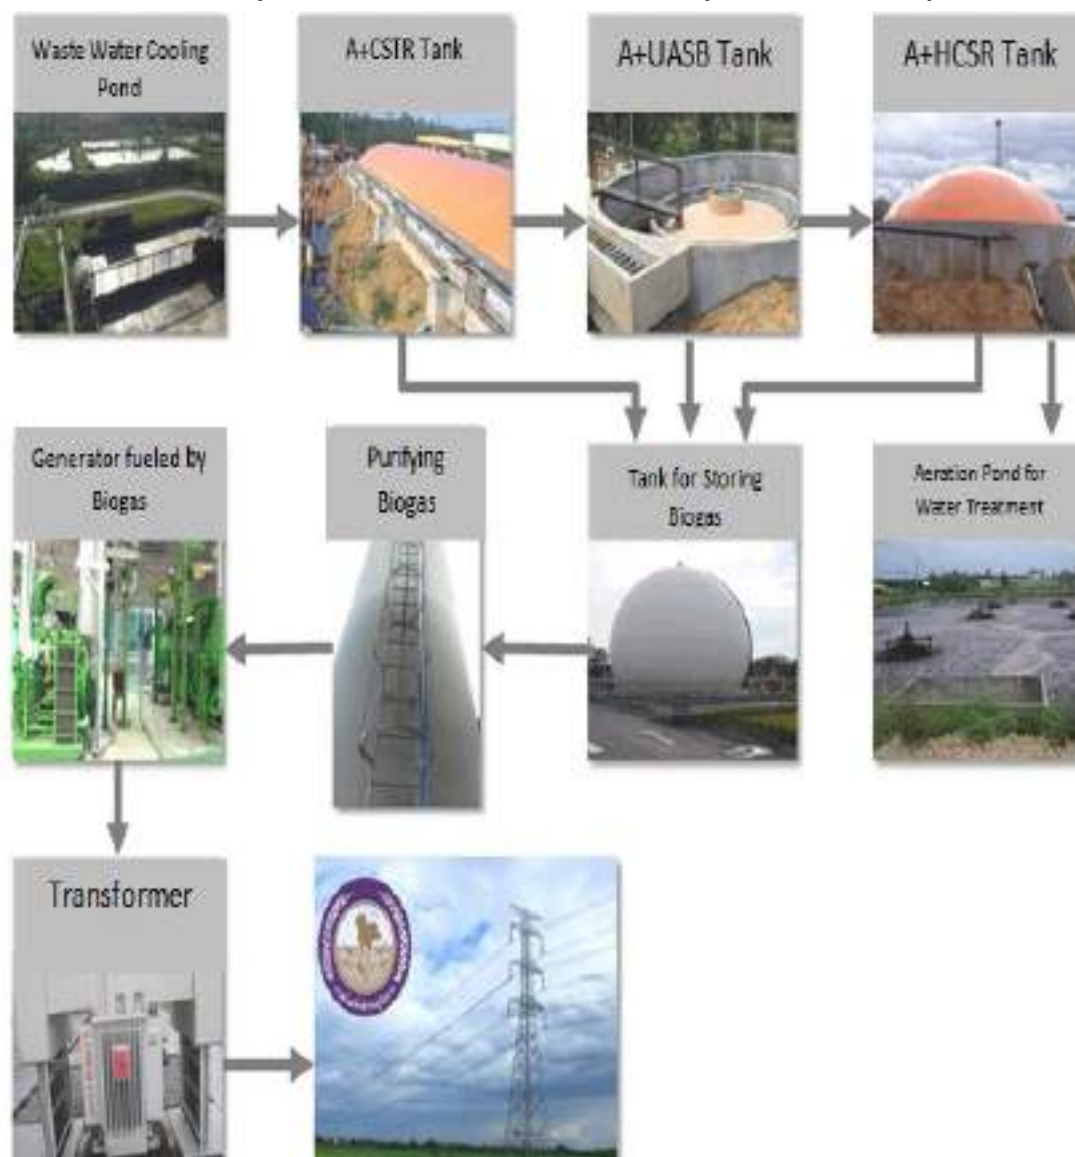 Waste Water Cooling
Pond
A+CSTR Tank
A+UASB Tank
A+HCSR Tank
Generator fueled by
Biogas
Purifying
Biogas
Tank for Storing
Biogas
Aeration Pond for
Water Treatment
Transformer